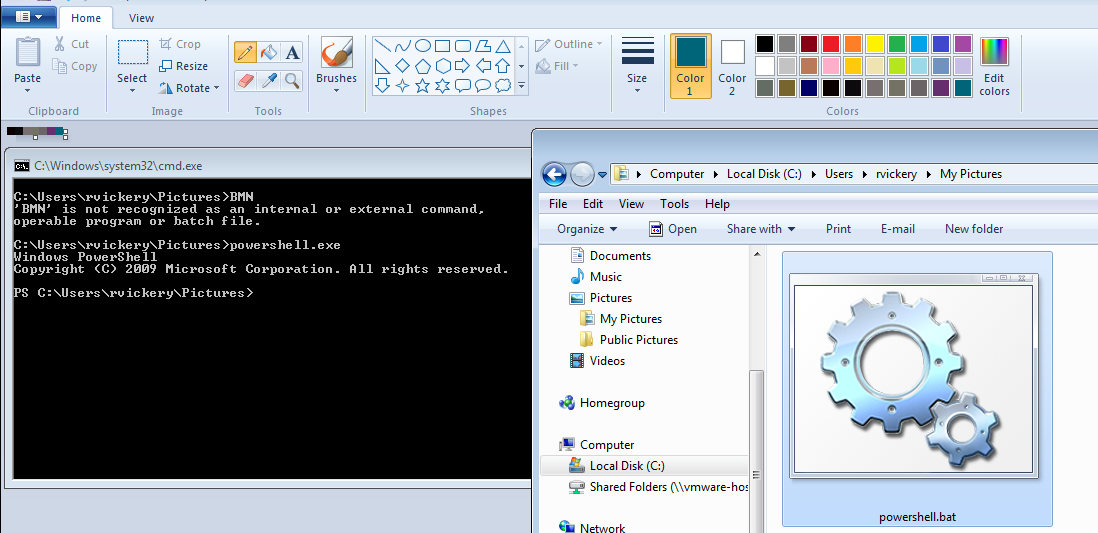 Home View
Cut
Copy
Paste
Clipboard
Select
Crop
Resize
Rotate
Image
A
Tools
Brushes
Shapes
Outline
Fill
Size
Color
1
Color
2
Edit
colors
Colors
C:\Windows\system32\cmd.exe
C:\Users\rvickery\Pictures>BMN
'BMN' is not recognized as an internal or external command,
operable program or batch file.
C:\Users\rvickery\Pictures>powershell.exe
Windows PowerShell
Copyright (C) 2009 Microsoft Corporation. All rights reserved.
PS C:\Users\rvickery\Pictures>
Computer Local Disk (C:) Users rvickery My Pictures
File Edit View Tools Help
Organize Open Share with Print E-mail New folder
Documents
Music
Pictures
My Pictures
Public Pictures
Videos
Homegroup
Computer
Local Disk (C:)
Shared Folders (\\vmware-hos
Network
powershell.bat